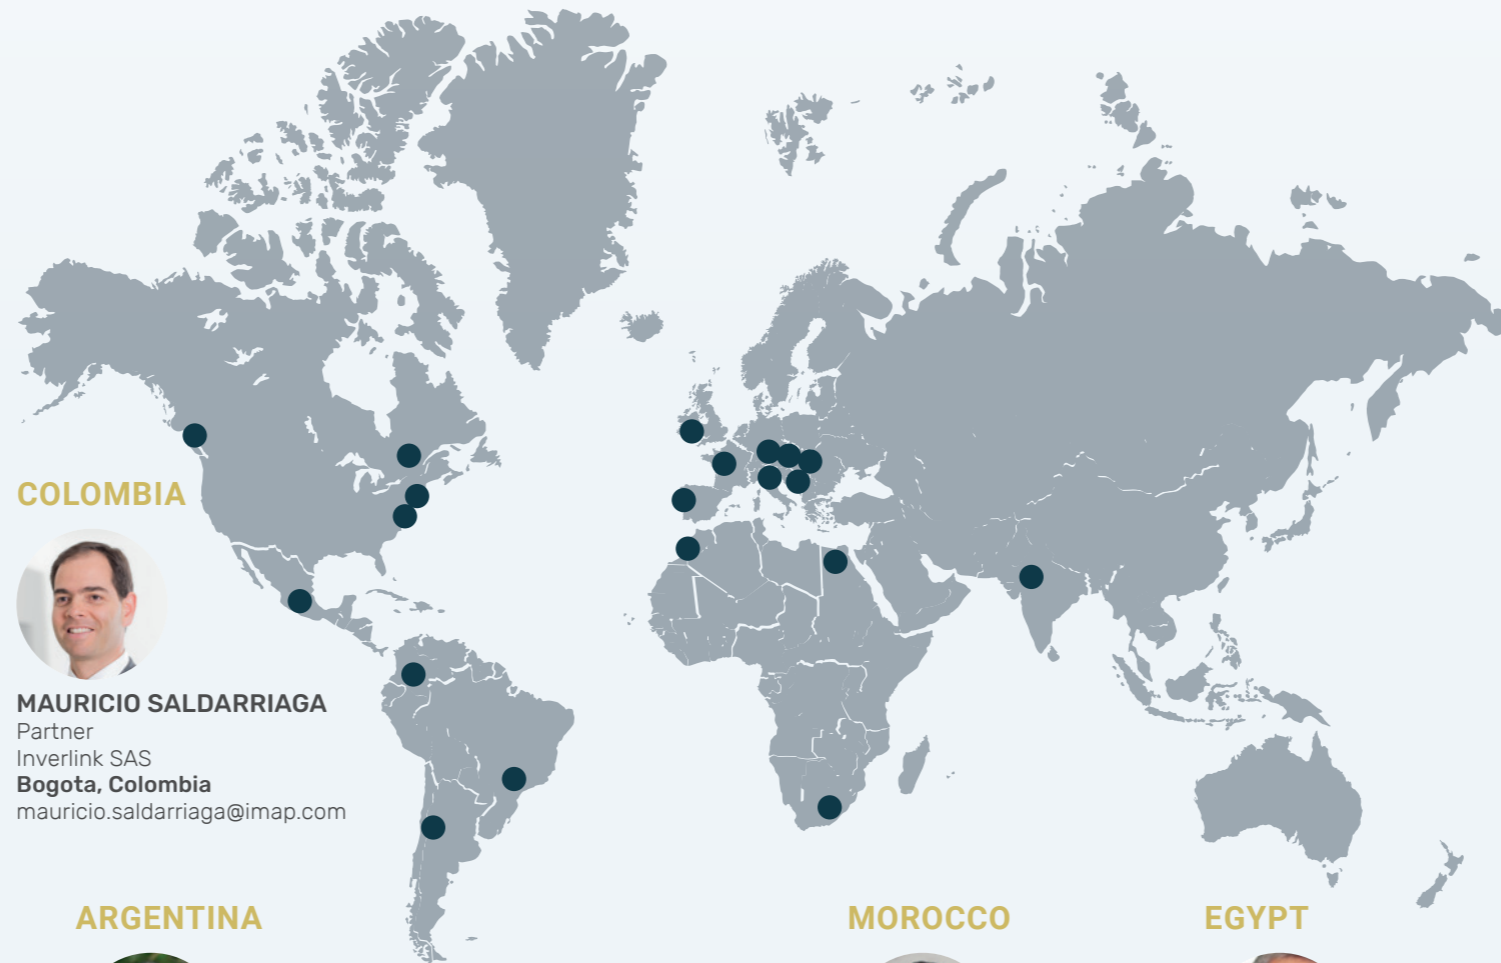 COLOMBIA
MAURICIO SALDARRIAGA
Partner
Inverlink SAS
Bogota, Colombia
mauricio.saldarriaga@imap.com
ARGENTINA
MOROCCO
EGYPT